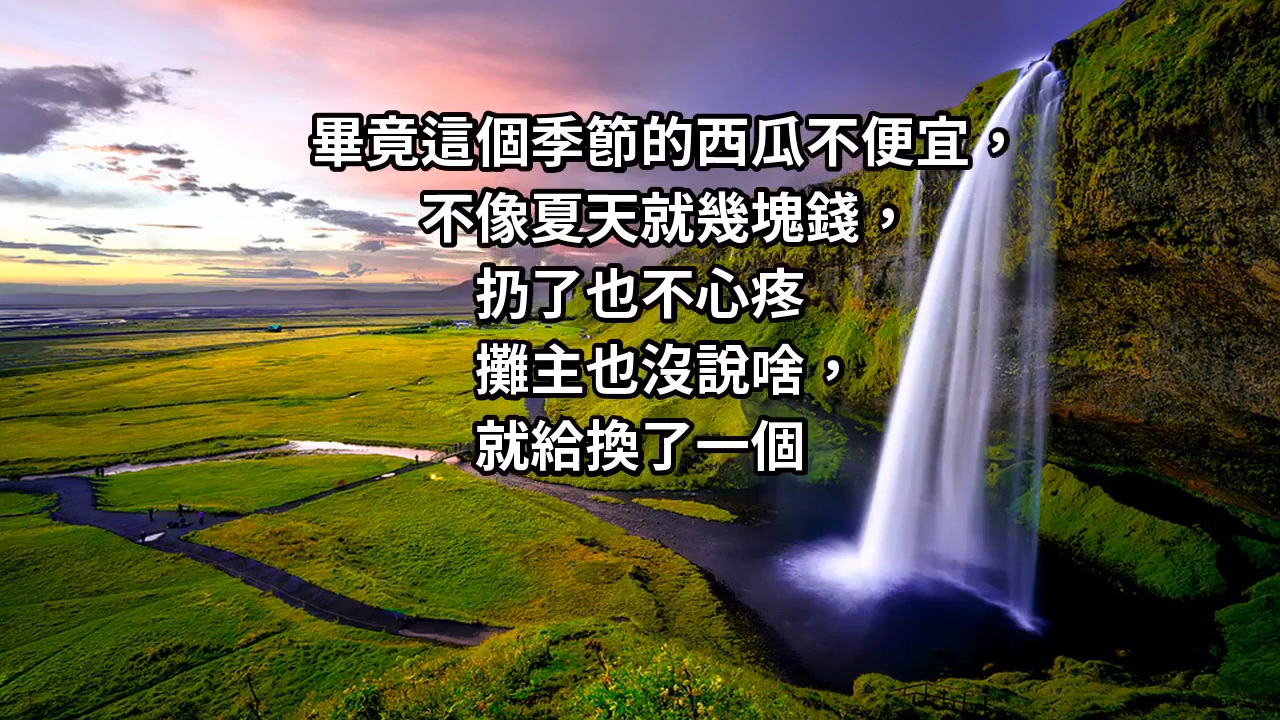 畢竟這個季節的西瓜不便宜，
不像夏天就幾塊錢，
扔了也不心疼
攤主也沒說啥，
就給換了一個